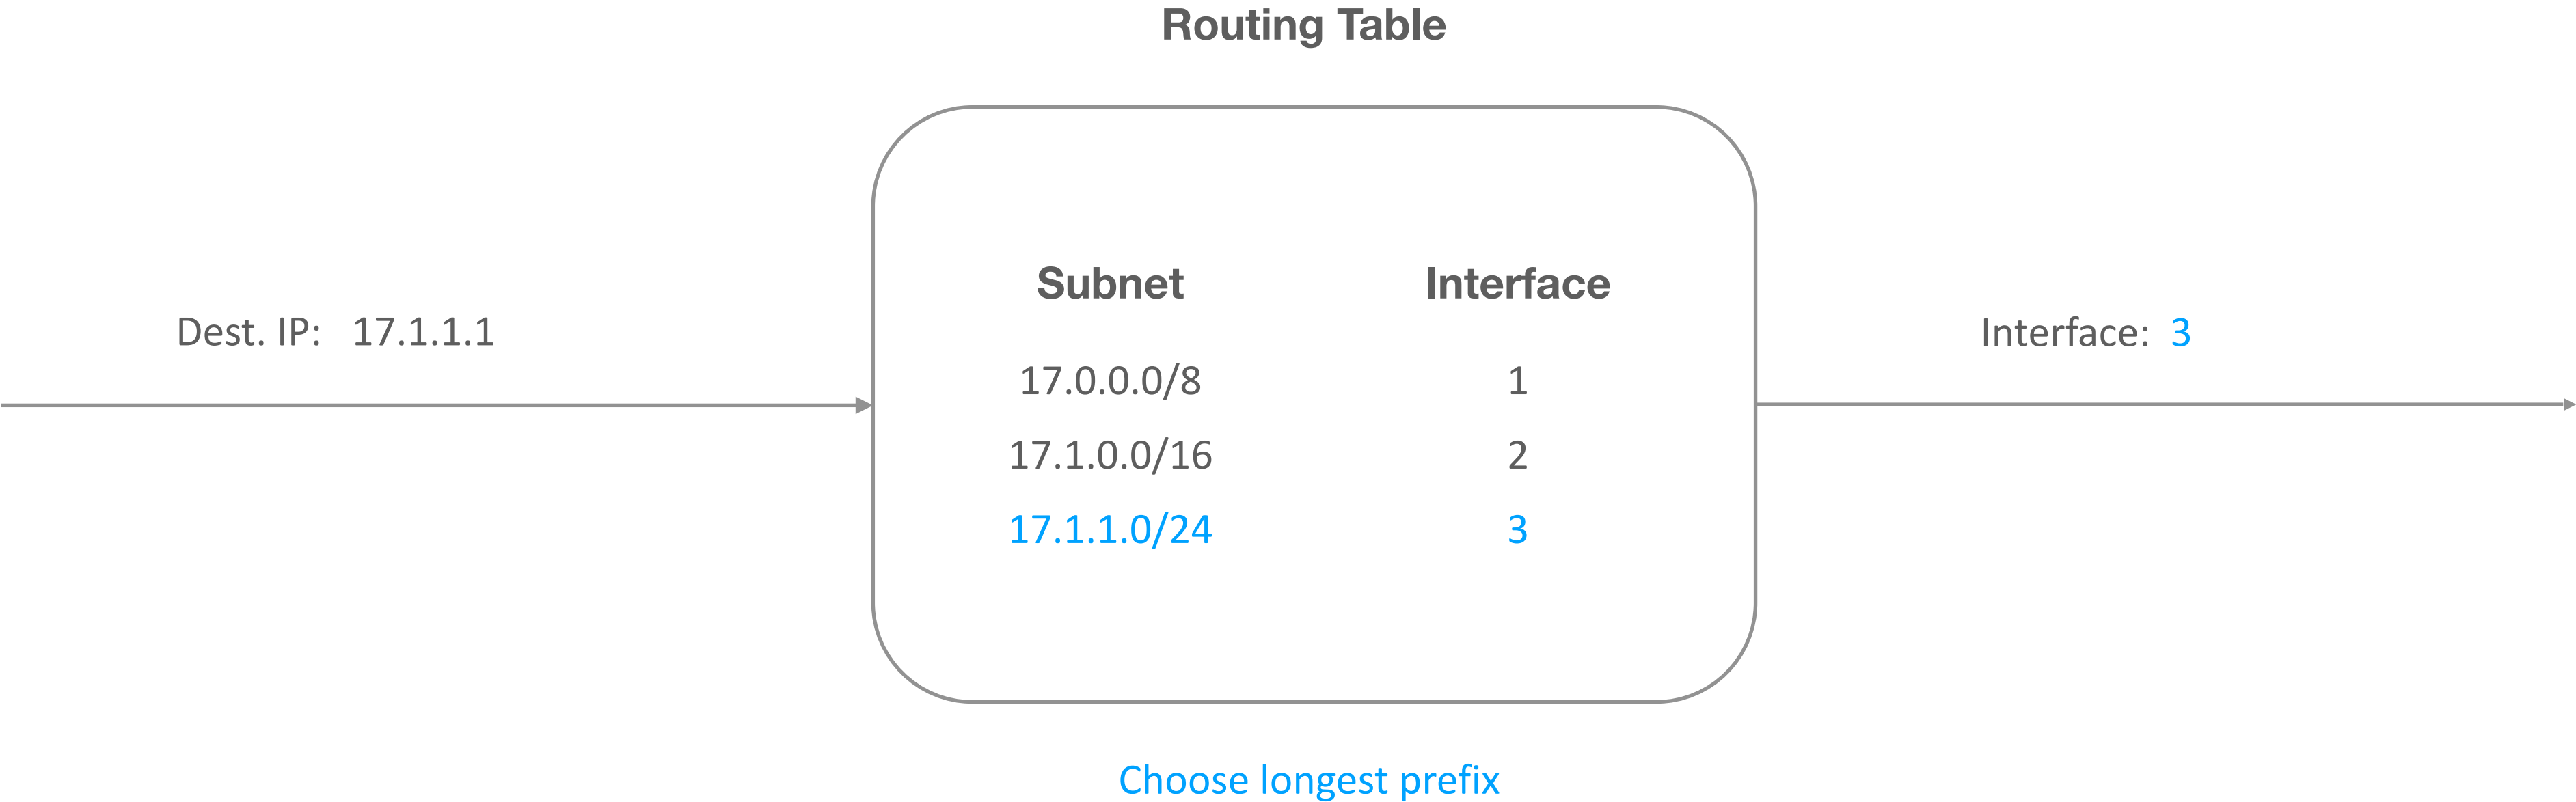 Routing Table
Dest. IP: 17.1.1.1
Subnet Interface
17.0.0.0/8 1
17.1.0.0/16 2
17.1.1.0/24 3
Interface: 3
Choose longest prefix